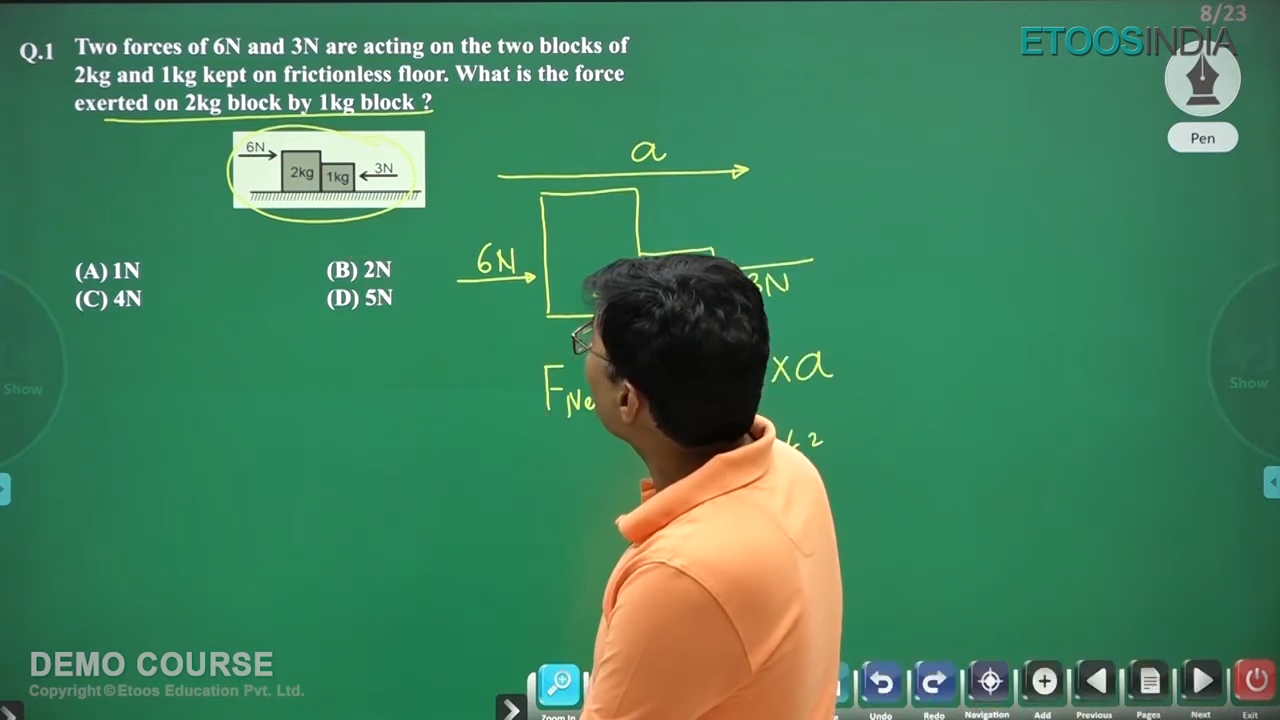 8/23
ETOOSINDIA
Q.1 Two forces of 6N and 3N are acting on the two blocks of
2kg and 1kg kept on frictionless floor. What is the force
exerted on 2kg block by 1kg block ?
Pen
6N
2kg
1kg
3N
a
6N
3N
(A) 1N (B) 2N
(C) 4N (D) 5N
F Ne
x a
Show
Show
DEMO COURSE
Copyright © Etoos Education Pvt. Ltd.
Zoom In
Undo
Redo
Navigation
Add
Previous
Pages
Next
Exit